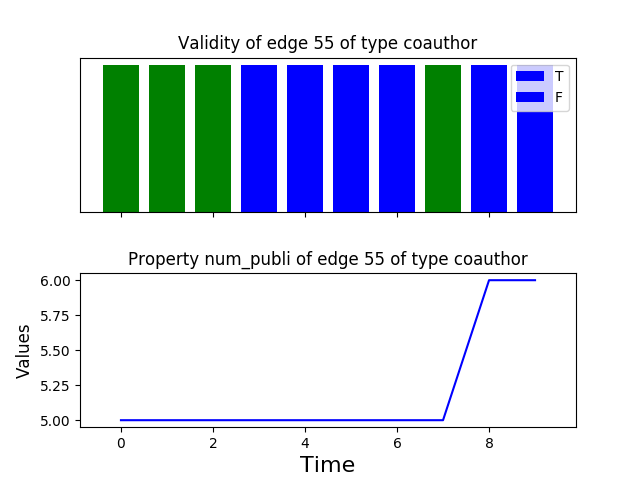 Validity of edge 55 of type coauthor
T
F
Property num_publi of edge 55 of type coauthor
6.00
5.75
5.50
5.25
5.00
Values
0 2 4 6 8
Time